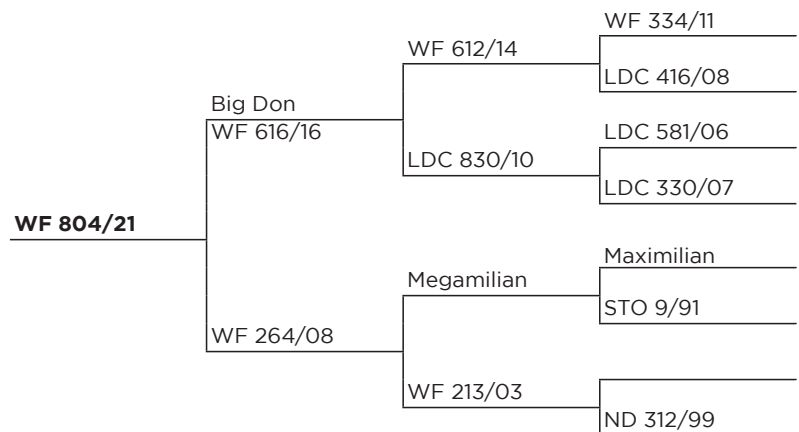 WF 334/11
WF 612/14
LDC 416/08
Big Don
WF 616/16
LDC 581/06
LDC 830/10
LDC 330/07
WF 804/21
Maximilian
Megamilian
STO 9/91
WF 264/08
WF 213/03
ND 312/99